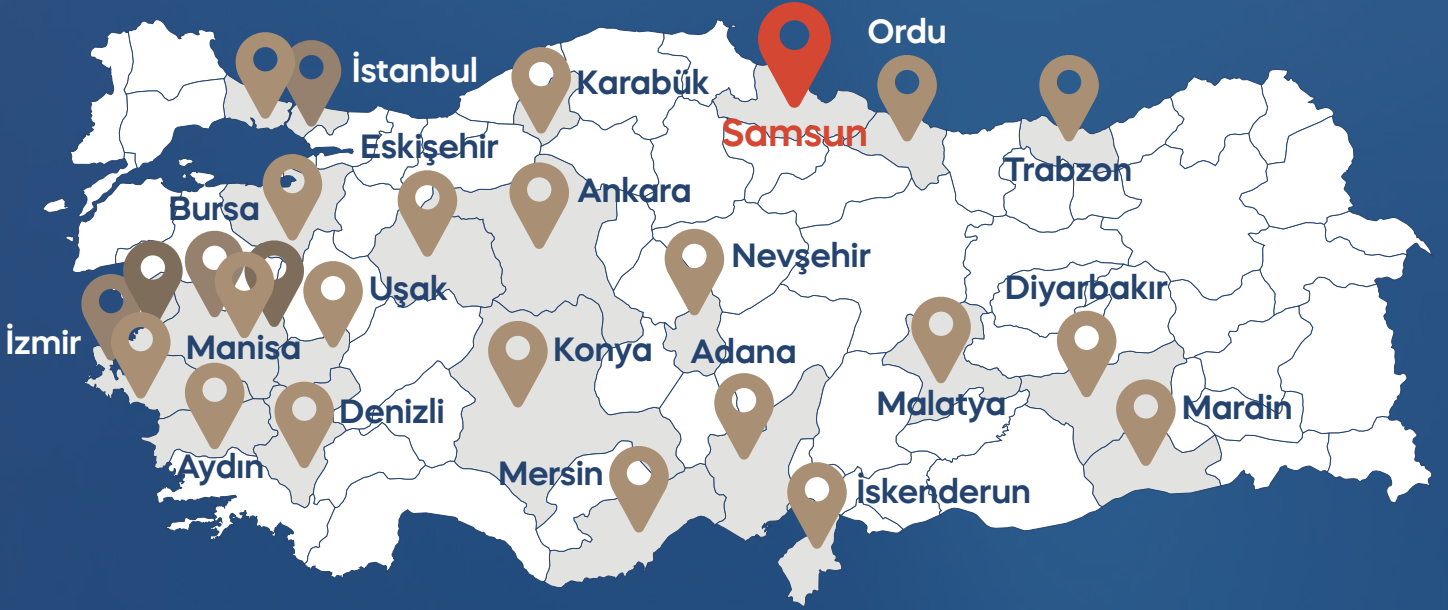 Ordu
İstanbul
Karabük
Samsun
Eskişehir
Trabzon
Ankara
Bursa
Nevşehir
Uşak
Diyarbakır
İzmir
Manisa
Konya
Adana
Malatya
Mardin
Denizli
Aydın
Mersin
İskenderun